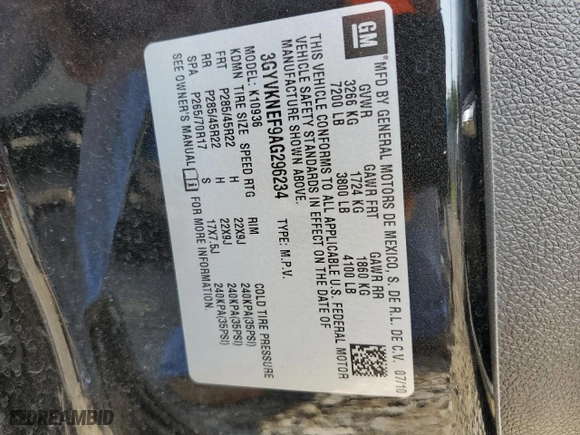 GM
MFD BY GENERAL MOTORS DE MEXICO, S. DE R.L. DE C.V. 07/10
GVWR GAWR FRT GAWR RR
3266 KG 1724 KG 1860 KG
7200 LB 3800 LB 4100 LB
THIS VEHICLE CONFORMS TO ALL APPLICABLE U.S. FEDERAL MOTOR
VEHICLE SAFETY STANDARDS IN EFFECT ON THE DATE OF
MANUFACTURE SHOWN ABOVE.
3GYVKNEF9AG296234 TYPE: M.P.V.
MODEL: K10936
KDMN TIRE SIZE SPEED RTG RIM COLD TIRE PRESSURE
FRT P285/45R22 H 22X9J 240KPA(35PSI)
RR P285/45R22 H 22X9J 240KPA(35PSI)
SPA P265/70R17 S 17X7.5J 240KPA(35PSI)
SEE OWNER'S MANUAL FOR MORE INFORMATION.
DREAMBID